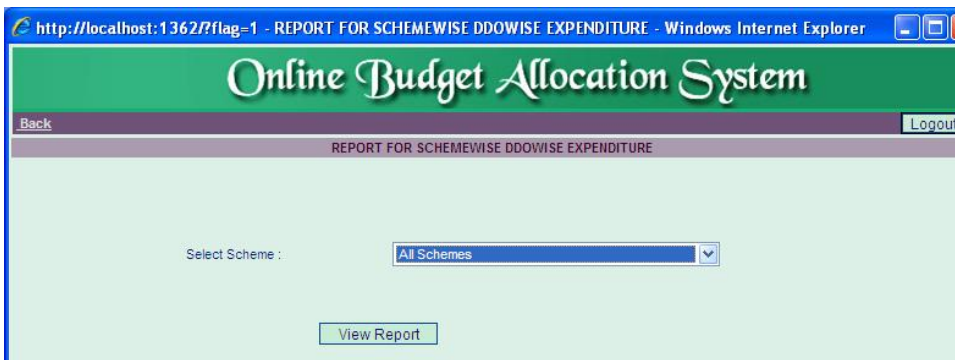 http://localhost:1362/?flag=1 - REPORT FOR SCHEMEWISE DDOWISE EXPENDITURE - Windows Internet Explorer
Online Budget Allocation System
Back
Logout
REPORT FOR SCHEMEWISE DDOWISE EXPENDITURE
Select Scheme :
All Schemes
View Report